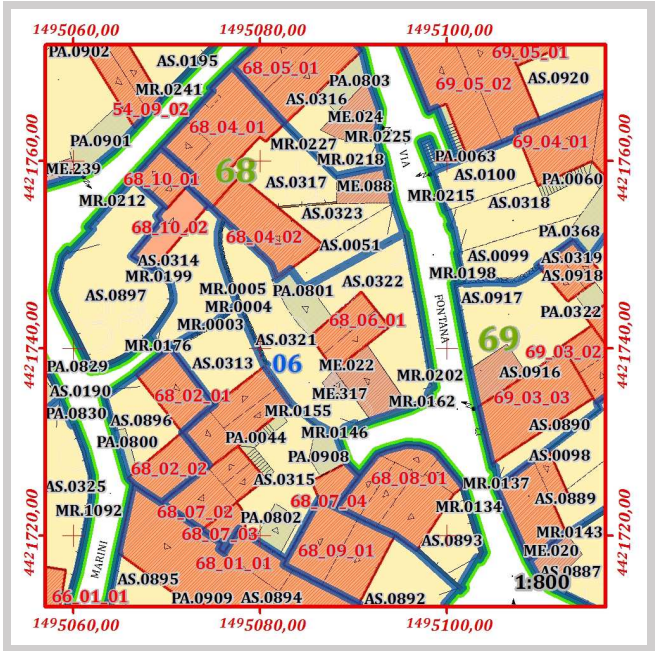 1495060,00 1495080,00 1495100,00
PA.0902
AS.0195
68_05_01
PA.0803
69_05_01
69_05_02
AS.0920
MR.0241
54_09_02
AS.0316
ME.024
68_04_01
MR.0225
PA.0901
MR.0227
69_04_01
MR.0218
VIA
PA.0063
4421760,00
4421760,00
ME.239
68_10_01
68
AS.0317
ME.088
AS.0100
PA.0060
MR.0212
MR.0215
AS.0318
68_10_02
AS.0323
68_04_02
AS.0051
PA.0368
AS.0314
MR.0199
AS.0099
AS.0319
MR.0198
AS.0918
MR.0005
PA.0801
AS.0322
AS.0897
MR.0004
AS.0917
MR.0003
68_06_01
FONTANA
PA.0322
AS.0321
69
MR.0176
4421740,00
4421740,00
69_03_02
PA.0829
AS.0313
06
ME.022
MR.0202
AS.0916
AS.0190
68_02_01
ME.317
MR.0162
69_03_03
PA.0830
AS.0896
MR.0155
PA.0800
PA.0044
MR.0146
AS.0890
PA.0908
AS.0098
68_02_02
AS.0315
68_08_01
AS.0325
MR.0137
68_07_04
AS.0889
MR.1092
68_07_02
PA.0802
MR.0134
4421720,00
4421720,00
68_07_03
MR.0143
AS.0893
68_09_01
ME.020
MARINI
68_01_01
AS.0887
AS.0895
1:800
66_01_01
PA.0909
AS.0894
AS.0892
1495060,00 1495080,00 1495100,00